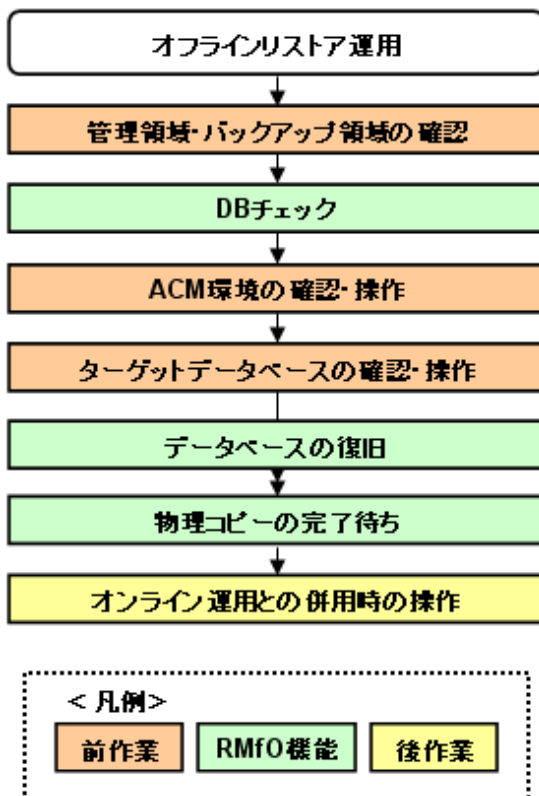 オフラインリストア運用
管理領域・バックアップ領域の確認
DBチェック
ACM環境の確認・操作
ターゲットデータベースの確認・操作
データベースの復旧
物理コピーの完了待ち
オンライン運用との併用時の操作
<凡例>
前作業 RMfO機能 後作業